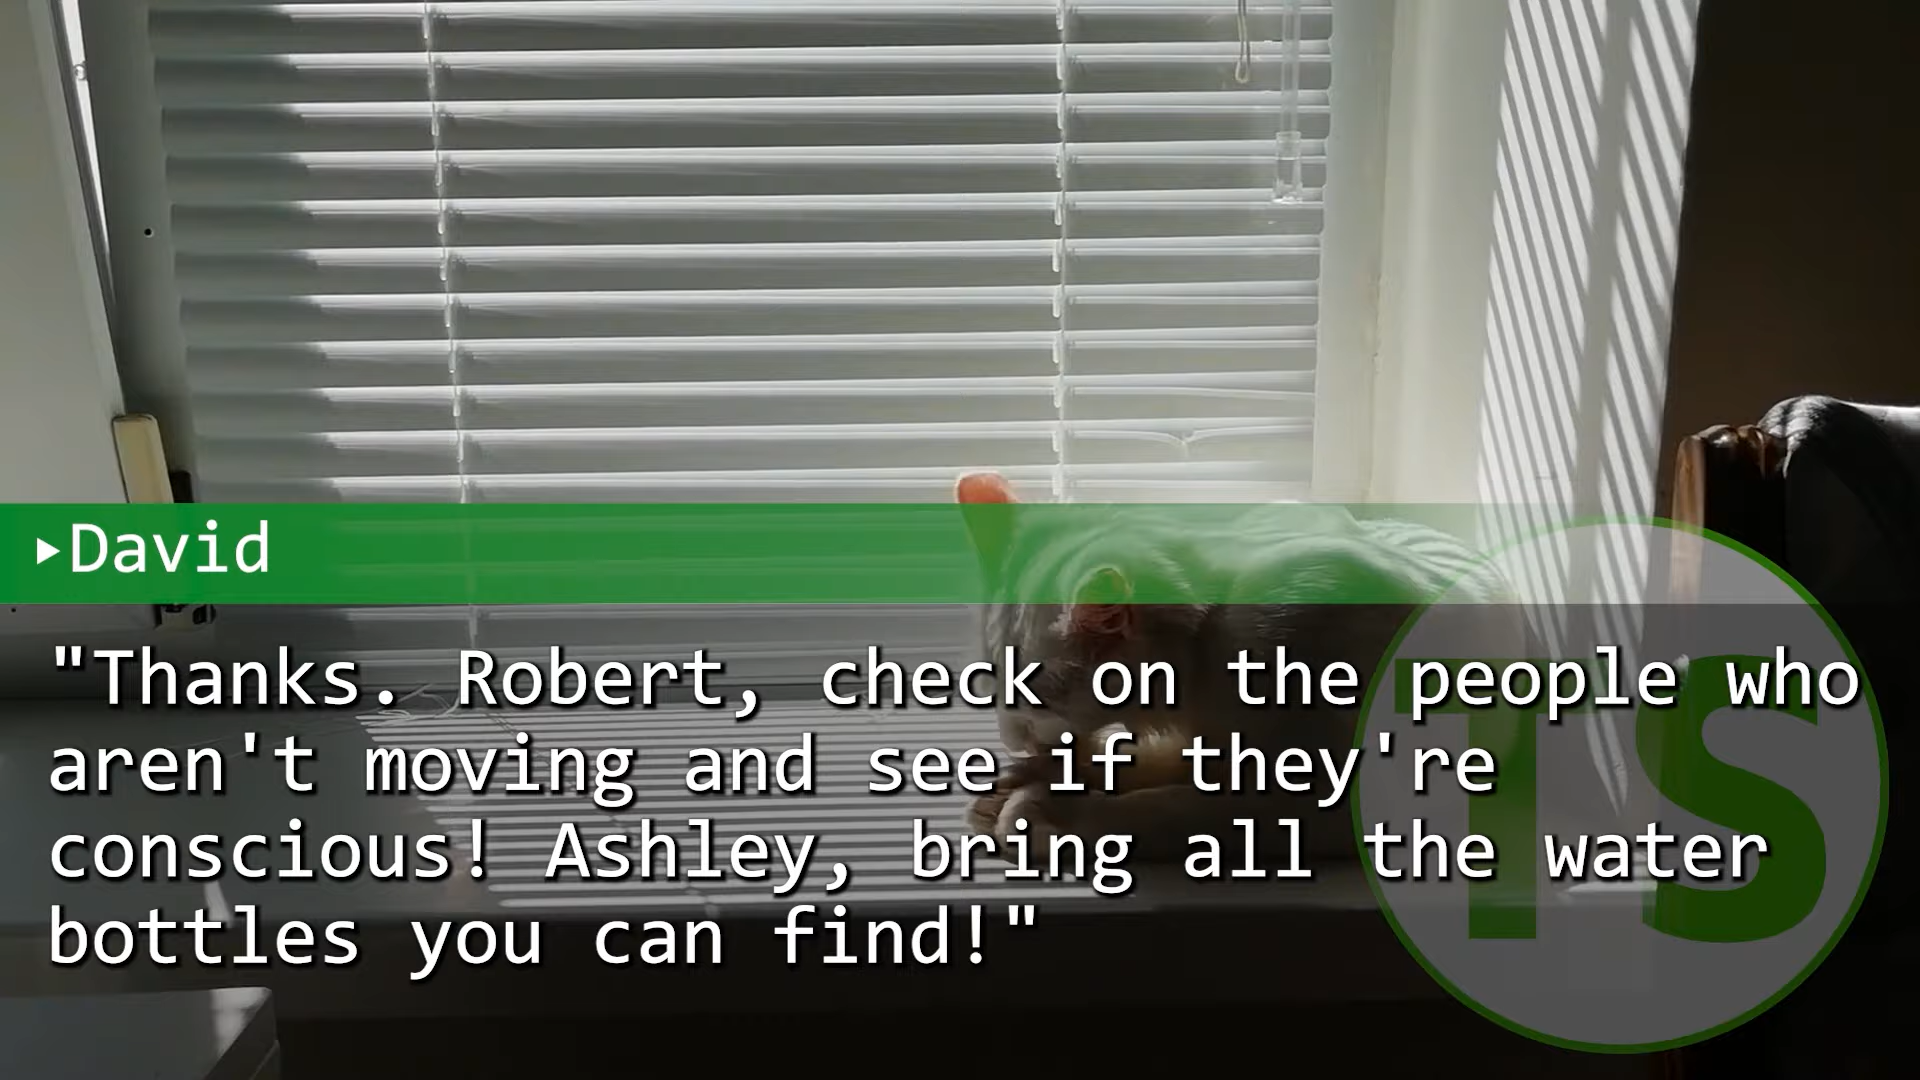 ▸David
"Thanks. Robert, check on the people who
aren't moving and see if they're
conscious! Ashley, bring all the water
bottles you can find!"
TS